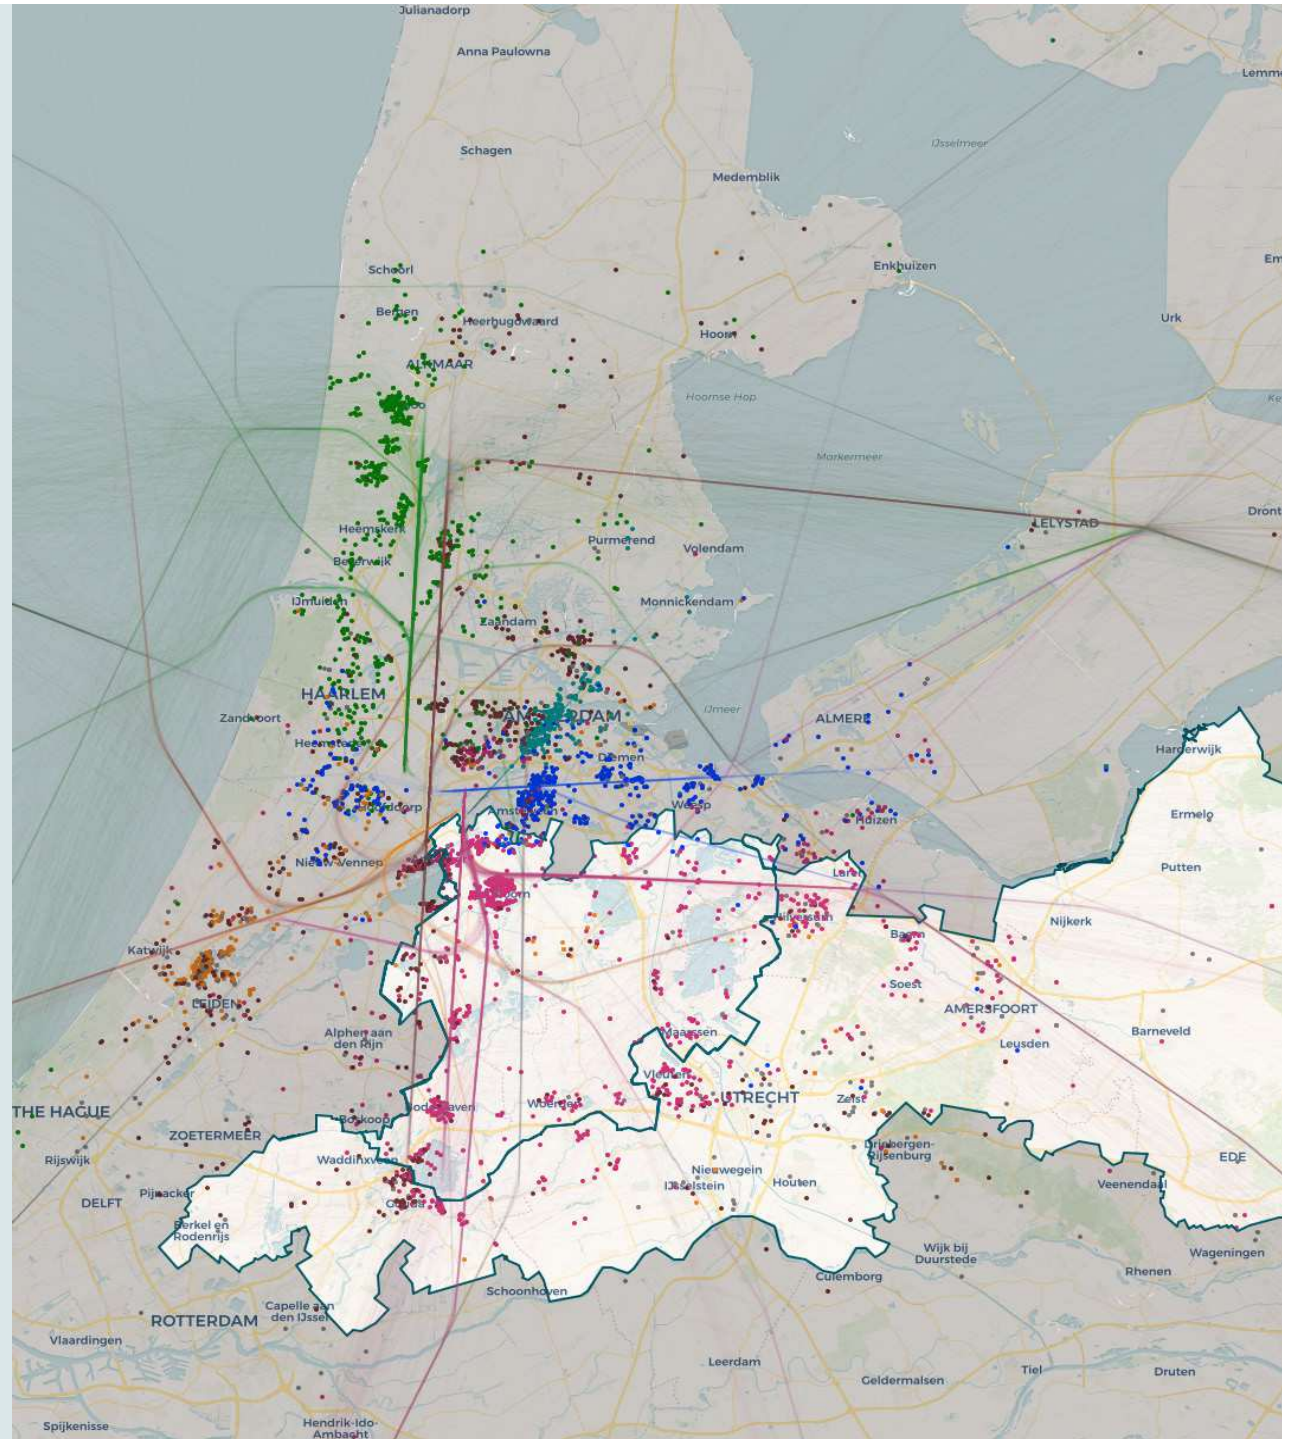 Julianadorp
Anna Paulowna
Schagen
IJsselmeer
Medemblik
Schoorl
Enkhuizen
Bergen
Heerhugowaard
Urk
Hoorn
ALKMAAR
Hoornse Hop
Markermeer
Heemskerk
LELYSTAD
Purmerend
Volendam
Beverwijk
IJmuiden
Monnickendam
Zaandam
HAARLEM
IJmeer
AMSTERDAM
ALMERE
Zandvoort
Diemen
Harderwijk
Weesp
Ermelo
Huizen
Nieuw-Vennep
Putten
Laren
Hilversum
Nijkerk
Katwijk
Baarn
Soest
LEIDEN
AMERSFOORT
Alphen aan
den Rijn
Maarssen
Barneveld
Leusden
Vleuten
UTRECHT
Zeist
THE HAGUE
Woerden
Boskoop
ZOETERMEER
Driebergen-
Rijsenburg
Rijswijk
Waddinxveen
EDE
Nieuwegein
IJsselstein
Houten
Veenendaal
Pijnacker
DELFT
Gouda
Berkel en
Rodenrijs
Wijk bij
Duurstede
Wageningen
Rhenen
Culemborg
Schoonhoven
Capelle aan
den IJssel
ROTTERDAM
Vlaardingen
Leerdam
Tiel
Druten
Geldermalsen
Spijkenisse
Hendrik-Ido-
Ambacht